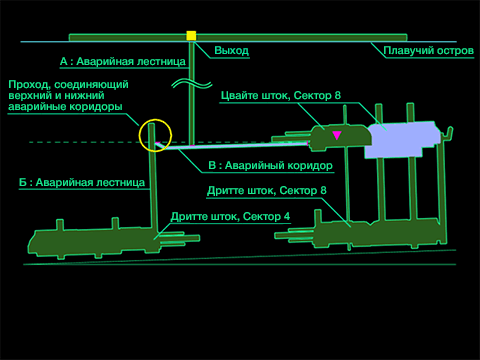 Выход
Плавучий остров
А : Аварийная лестница
Проход, соединяющий
верхний и нижний
аварийные коридоры
Цвайте шток, Сектор 8
В : Аварийный коридор
Б : Аварийная лестница
Дритте шток, Сектор 8
Дритте шток, Сектор 4